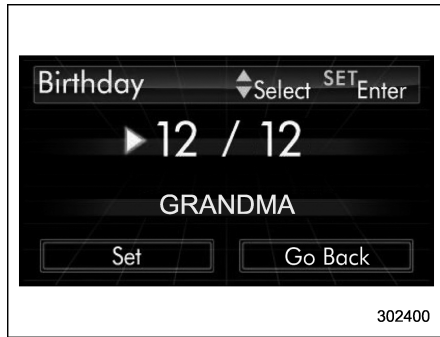 Birthday Select SET Enter
12 / 12
GRANDMA
Set Go Back
302400